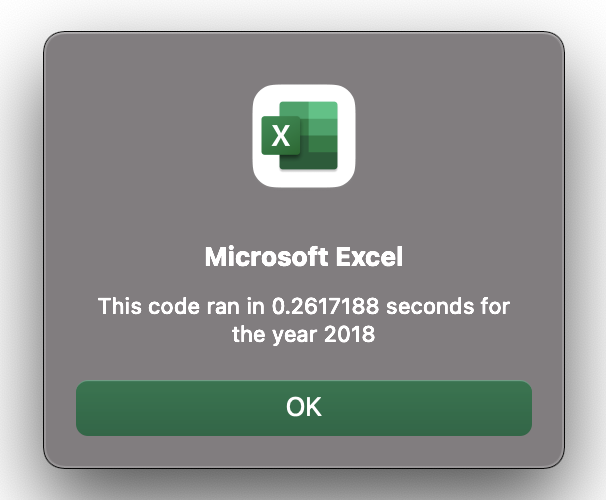 X
Microsoft Excel
This code ran in 0.2617188 seconds for
the year 2018
OK